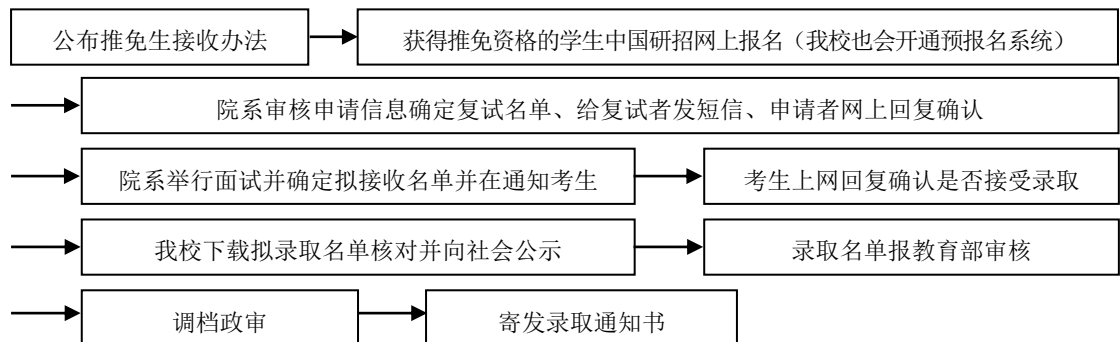 公布推免生接收办法
获得推免资格的学生中国研招网上报名（我校也会开通预报名系统）
院系审核申请信息确定复试名单、给复试者发短信、申请者网上回复确认
院系举行面试并确定拟接收名单并在通知考生
考生上网回复确认是否接受录取
我校下载拟录取名单核对并向社会公示
录取名单报教育部审核
调档政审
寄发录取通知书